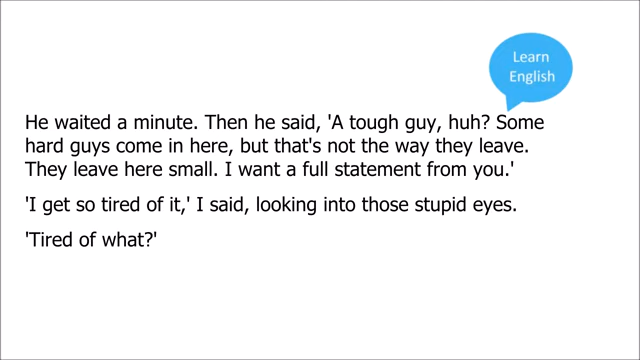 Learn
English
He waited a minute. Then he said, 'A tough guy, huh? Some
hard guys come in here, but that's not the way they leave.
They leave here small. I want a full statement from you.'
'I get so tired of it,' I said, looking into those stupid eyes.
'Tired of what?'